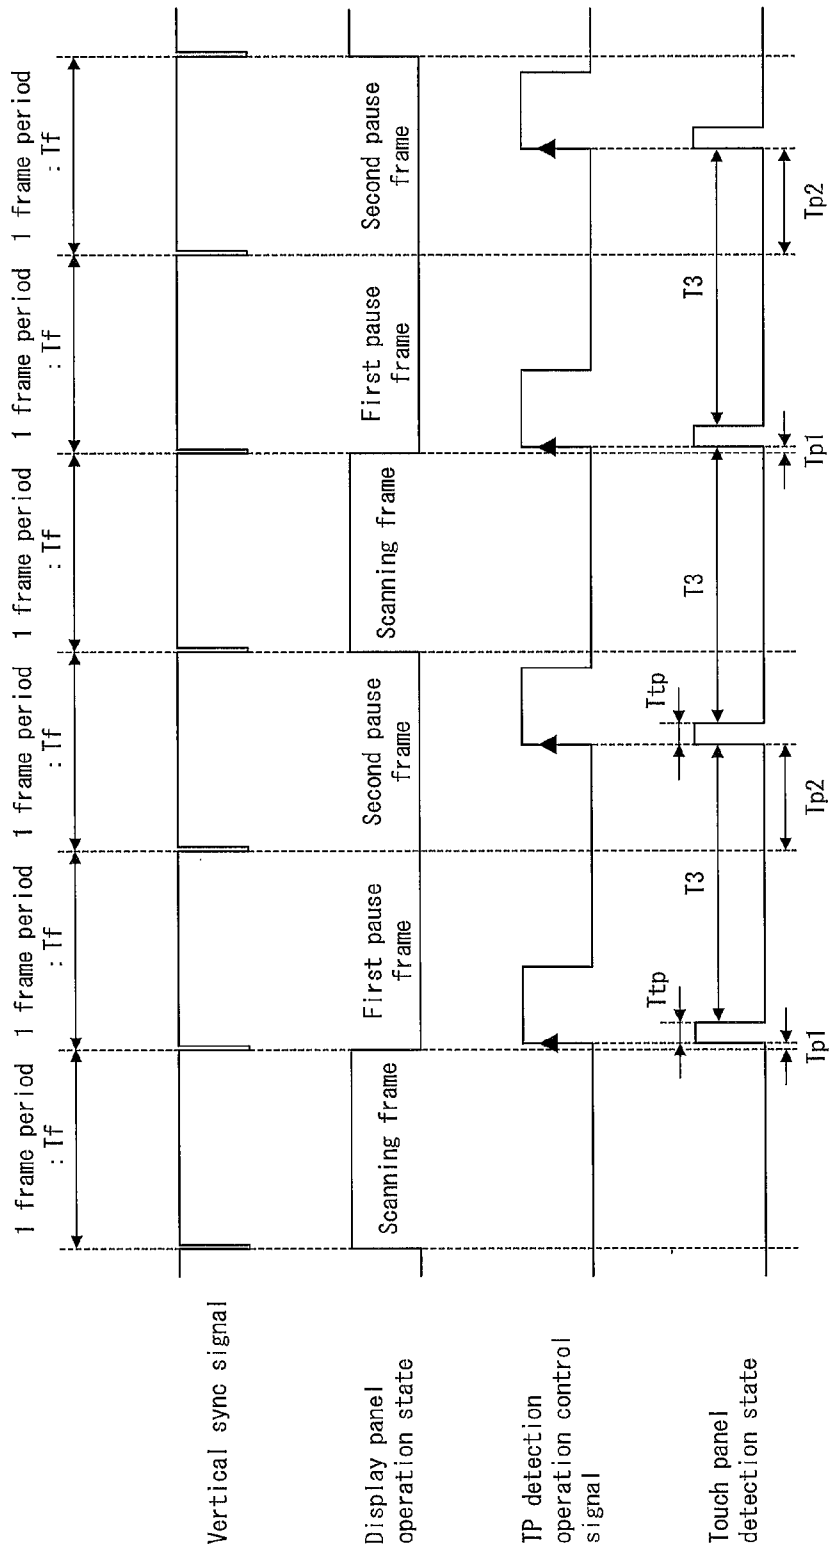 1 frame period
: Tf
1 frame period
: Tf
1 frame period
: Tf
1 frame period
: Tf
1 frame period
: Tf
1 frame period
: Tf
Vertical sync signal
Display panel
operation state
Scanning frame
First pause
frame
Second pause
frame
Scanning frame
First pause
frame
Second pause
frame
TP detection
operation control
signal
Touch panel
detection state
Ttp
Ttp
T3
T3
T3
Tp1
Tp2
Tp1
Tp2